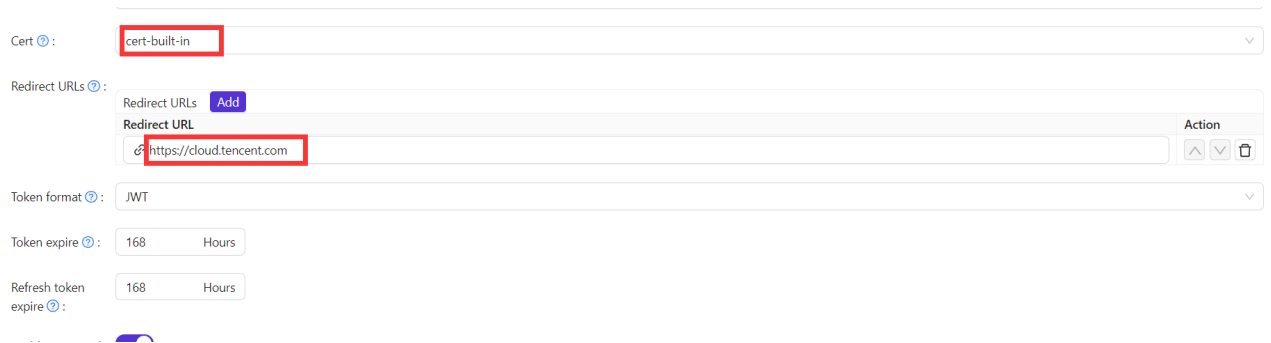 Cert :
cert-built-in
Redirect URLs :
Redirect URLs Add
Redirect URL Action
https://cloud.tencent.com
Token format :
JWT
Token expire :
168 Hours
Refresh token
expire :
168 Hours